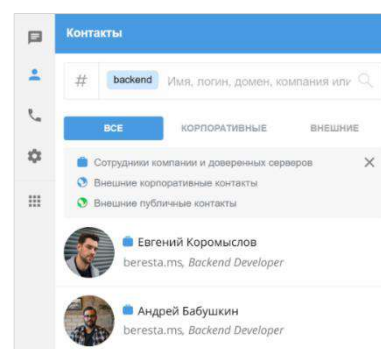 Контакты
# backend Имя, логин, домен, компания или
ВСЕ КОРПОРАТИВНЫЕ ВНЕШНИЕ
Сотрудники компании и доверенных серверов
Внешние корпоративные контакты
Внешние публичные контакты
Евгений Коромыслов
beresta.ms, Backend Developer
Андрей Бабушкин
beresta.ms, Backend Developer